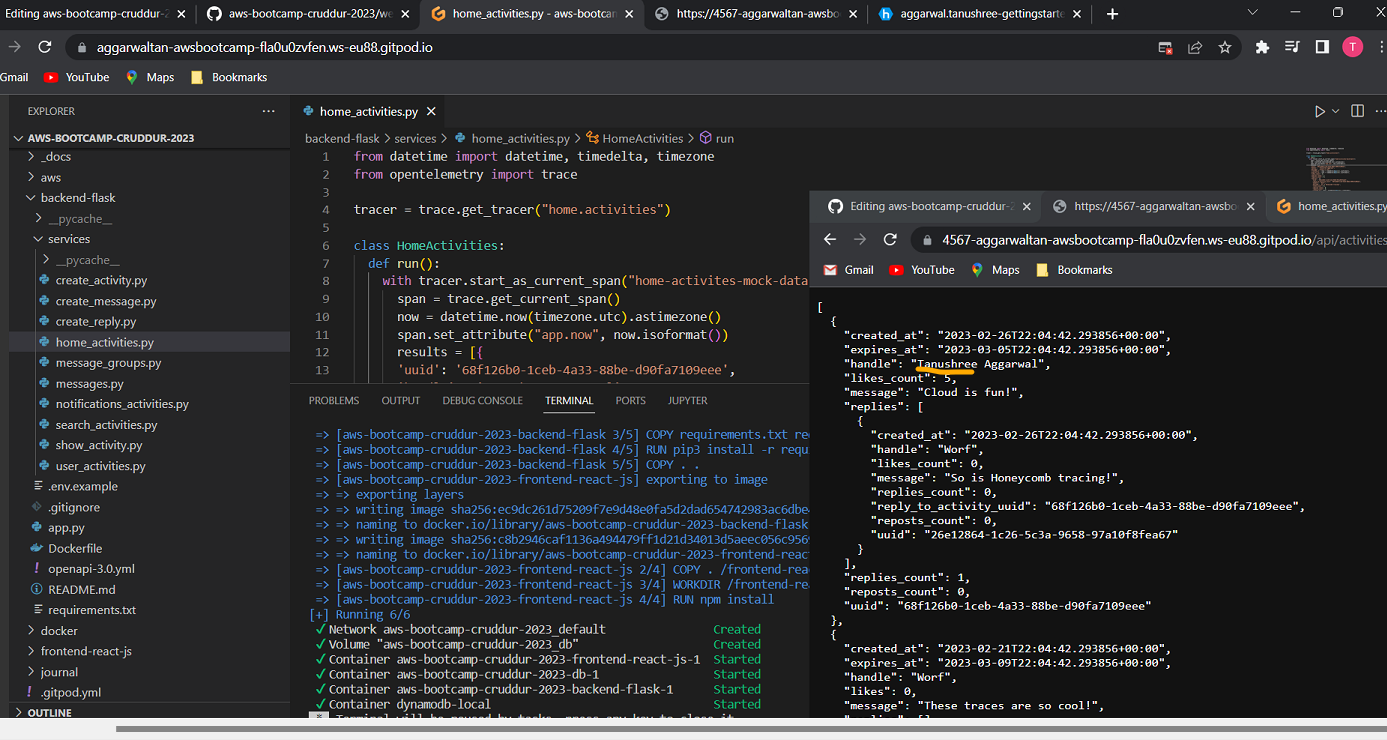 Editing aws-bootcamp-cruddur-2
aws-bootcamp-cruddur-2023/we
home_activities.py - aws-bootcam
https://4567-aggarwaltan-awsbo
aggarwal.tanushree-gettingstarte
aggarwaltan-awsbootcamp-fla0u0zvfen.ws-eu88.gitpod.io
T
Gmail YouTube Maps Bookmarks
EXPLORER
AWS-BOOTCAMP-CRUDDUR-2023
_docs
aws
backend-flask
__pycache__
services
__pycache__
create_activity.py
create_message.py
create_reply.py
home_activities.py
message_groups.py
messages.py
notifications_activities.py
search_activities.py
show_activity.py
user_activities.py
.env.example
.gitignore
app.py
Dockerfile
openapi-3.0.yml
README.md
requirements.txt
docker
frontend-react-js
journal
.gitpod.yml
OUTLINE
home_activities.py
backend-flask > services > home_activities.py > HomeActivities > run
1 from datetime import datetime, timedelta, timezone
2 from opentelemetry import trace
3
4 tracer = trace.get_tracer("home.activities")
5
6 class HomeActivities:
7 def run():
8 with tracer.start_as_current_span("home-activites-mock-data
9 span = trace.get_current_span()
10 now = datetime.now(timezone.utc).astimezone()
11 span.set_attribute("app.now", now.isoformat())
12 results = [{
13 'uuid': '68f126b0-1ceb-4a33-88be-d90fa7109eee',
PROBLEMS OUTPUT DEBUG CONSOLE TERMINAL PORTS JUPYTER
=> [aws-bootcamp-cruddur-2023-backend-flask 3/5] COPY requirements.txt rec
=> [aws-bootcamp-cruddur-2023-backend-flask 4/5] RUN pip3 install -r requ
=> [aws-bootcamp-cruddur-2023-backend-flask 5/5] COPY . .
=> [aws-bootcamp-cruddur-2023-frontend-react-js] exporting to image
=> => exporting layers
=> => writing image sha256:ec9dc261d75209f7e9d48e0fa5d2dad654742983ac6dbe
=> => naming to docker.io/library/aws-bootcamp-cruddur-2023-backend-flask
=> => writing image sha256:c8b2946caf1136a494479ff1d21d34013d5aeec056c956
=> => naming to docker.io/library/aws-bootcamp-cruddur-2023-frontend-reac
=> [aws-bootcamp-cruddur-2023-frontend-react-js 2/4] COPY . /frontend-rea
=> [aws-bootcamp-cruddur-2023-frontend-react-js 3/4] WORKDIR /frontend-re
=> [aws-bootcamp-cruddur-2023-frontend-react-js 4/4] RUN npm install
[+] Running 6/6
✓Network aws-bootcamp-cruddur-2023_default Created
✓Volume "aws-bootcamp-cruddur-2023_db" Created
✓Container aws-bootcamp-cruddur-2023-frontend-react-js-1 Started
✓Container aws-bootcamp-cruddur-2023-db-1 Started
✓Container aws-bootcamp-cruddur-2023-backend-flask-1 Started
✓Container dynamodb-local Started
Terminal will be reused by tasks, press any key to close it.
Editing aws-bootcamp-cruddur-2
https://4567-aggarwaltan-awsbo
home_activities.py
4567-aggarwaltan-awsbootcamp-fla0u0zvfen.ws-eu88.gitpod.io/api/activities
Gmail YouTube Maps Bookmarks
[
{
"created_at": "2023-02-26T22:04:42.293856+00:00",
"expires_at": "2023-03-05T22:04:42.293856+00:00",
"handle": "Tanushree Aggarwal",
"likes_count": 5,
"message": "Cloud is fun!",
"replies": [
{
"created_at": "2023-02-26T22:04:42.293856+00:00",
"handle": "Worf",
"likes_count": 0,
"message": "So is Honeycomb tracing!",
"replies_count": 0,
"reply_to_activity_uuid": "68f126b0-1ceb-4a33-88be-d90fa7109eee",
"reposts_count": 0,
"uuid": "26e12864-1c26-5c3a-9658-97a10f8fea67"
}
],
"replies_count": 1,
"reposts_count": 0,
"uuid": "68f126b0-1ceb-4a33-88be-d90fa7109eee"
},
{
"created_at": "2023-02-21T22:04:42.293856+00:00",
"expires_at": "2023-03-09T22:04:42.293856+00:00",
"handle": "Worf",
"likes": 0,
"message": "These traces are so cool!",